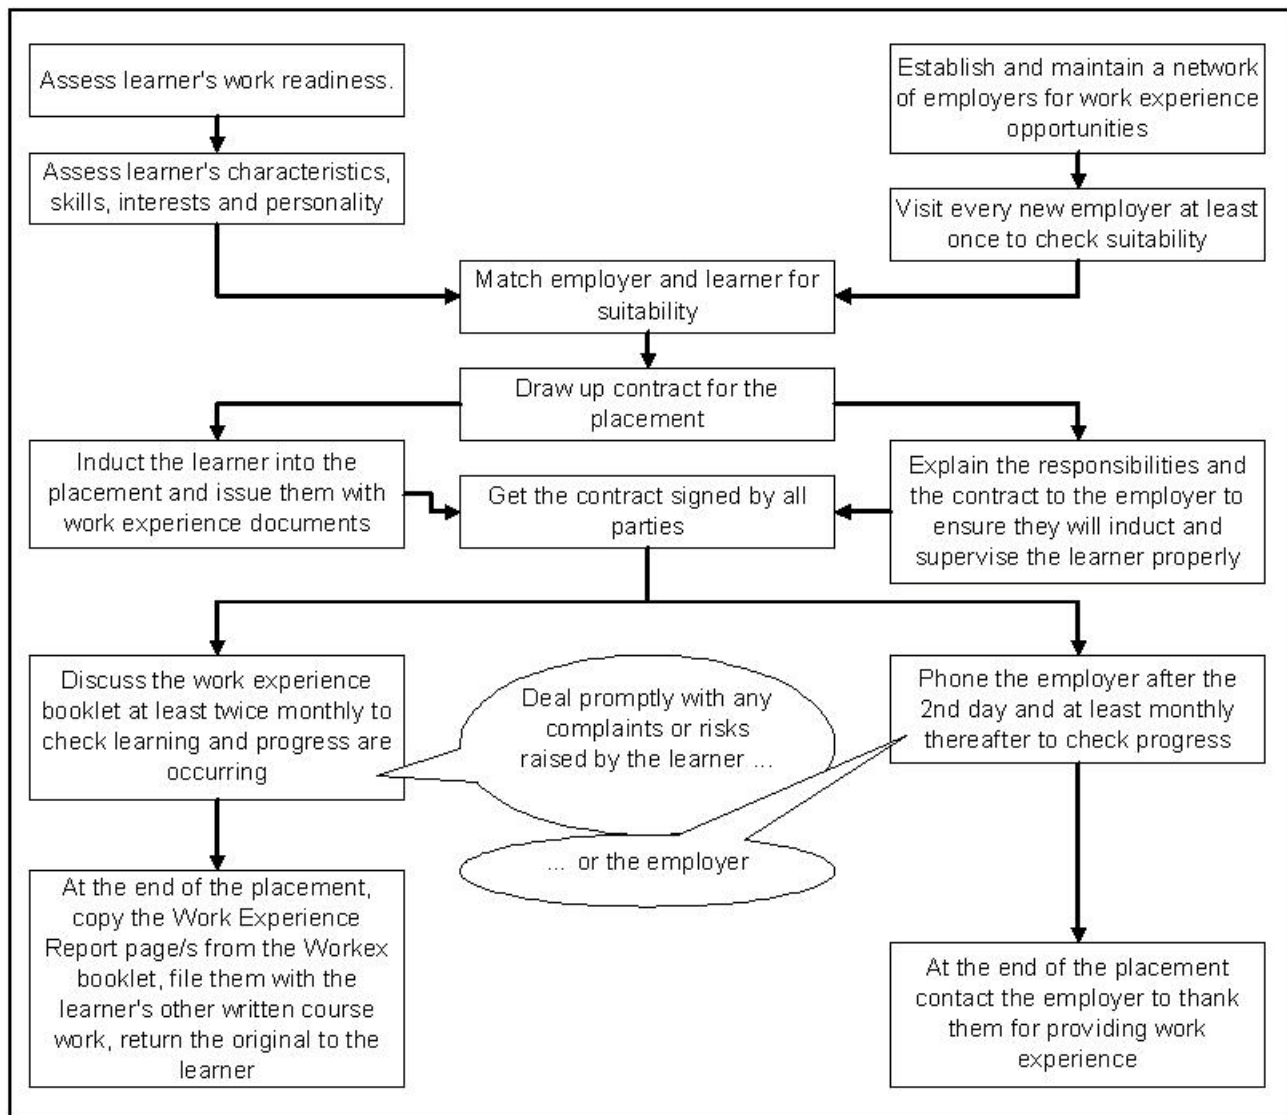 Assess learner's work readiness.
Establish and maintain a network
of employers for work experience
opportunities
Assess learner's characteristics,
skills, interests and personality
Visit every new employer at least
once to check suitability
Match employer and learner for
suitability
Draw up contract for the
placement
Induct the learner into the
placement and issue them with
work experience documents
Get the contract signed by all
parties
Explain the responsibilities and
the contract to the employer to
ensure they will induct and
supervise the learner properly
Discuss the work experience
booklet at least twice monthly to
check learning and progress are
occurring
Deal promptly with any
complaints or risks
raised by the learner ...
... or the employer
Phone the employer after the
2nd day and at least monthly
thereafter to check progress
At the end of the placement,
copy the Work Experience
Report page/s from the Workex
booklet, file them with the
learner's other written course
work, return the original to the
learner
At the end of the placement
contact the employer to thank
them for providing work
experience